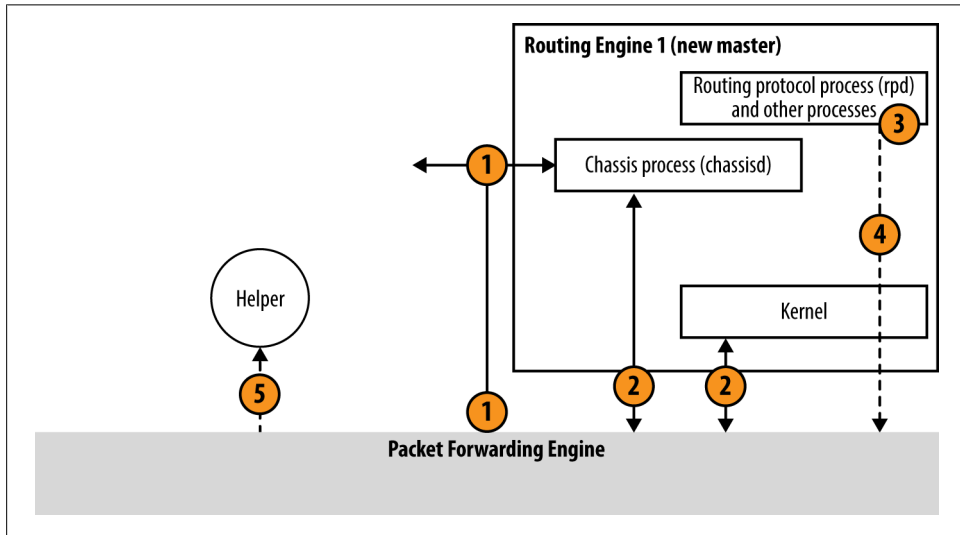 Routing Engine 1 (new master)
Routing protocol process (rpd)
and other processes
3
1
Chassis process (chassisd)
4
Helper
Kernel
5
1
2
2
Packet Forwarding Engine